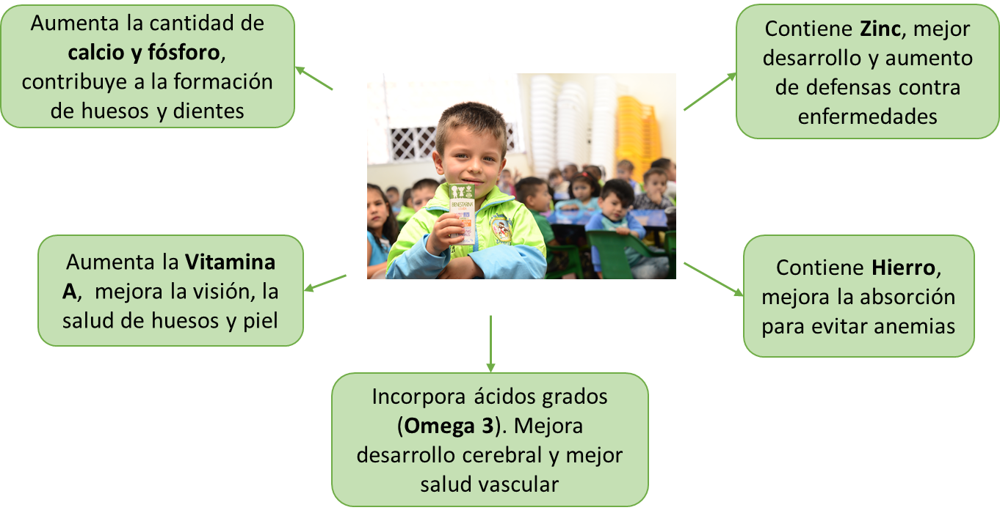 Aumenta la cantidad de
calcio y fósforo,
contribuye a la formación
de huesos y dientes
Contiene Zinc, mejor
desarrollo y aumento
de defensas contra
enfermedades
BIENESTARINA
Aumenta la Vitamina
A, mejora la visión, la
salud de huesos y piel
Contiene Hierro,
mejora la absorción
para evitar anemias
Incorpora ácidos grados
(Omega 3). Mejora
desarrollo cerebral y mejor
salud vascular